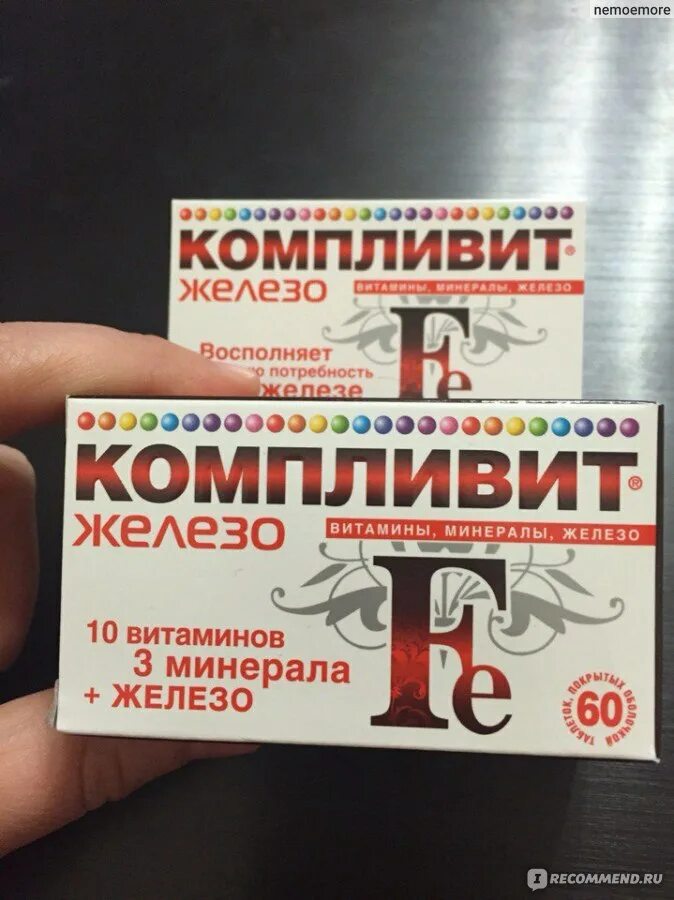 nemoemore
КОМПЛИВИТ®
железо
ВИТАМИНЫ, МИНЕРАЛЫ, ЖЕЛЕЗО
Восполняет
потребность
железе
Fe
КОМПЛИВИТ®
железо
ВИТАМИНЫ, МИНЕРАЛЫ, ЖЕЛЕЗО
10 витаминов
3 минерала
+ ЖЕЛЕЗО
Fe
60
ТАБЛЕТОК, ПОКРЫТЫХ ОБОЛОЧКОЙ
IRECOMMEND.RU